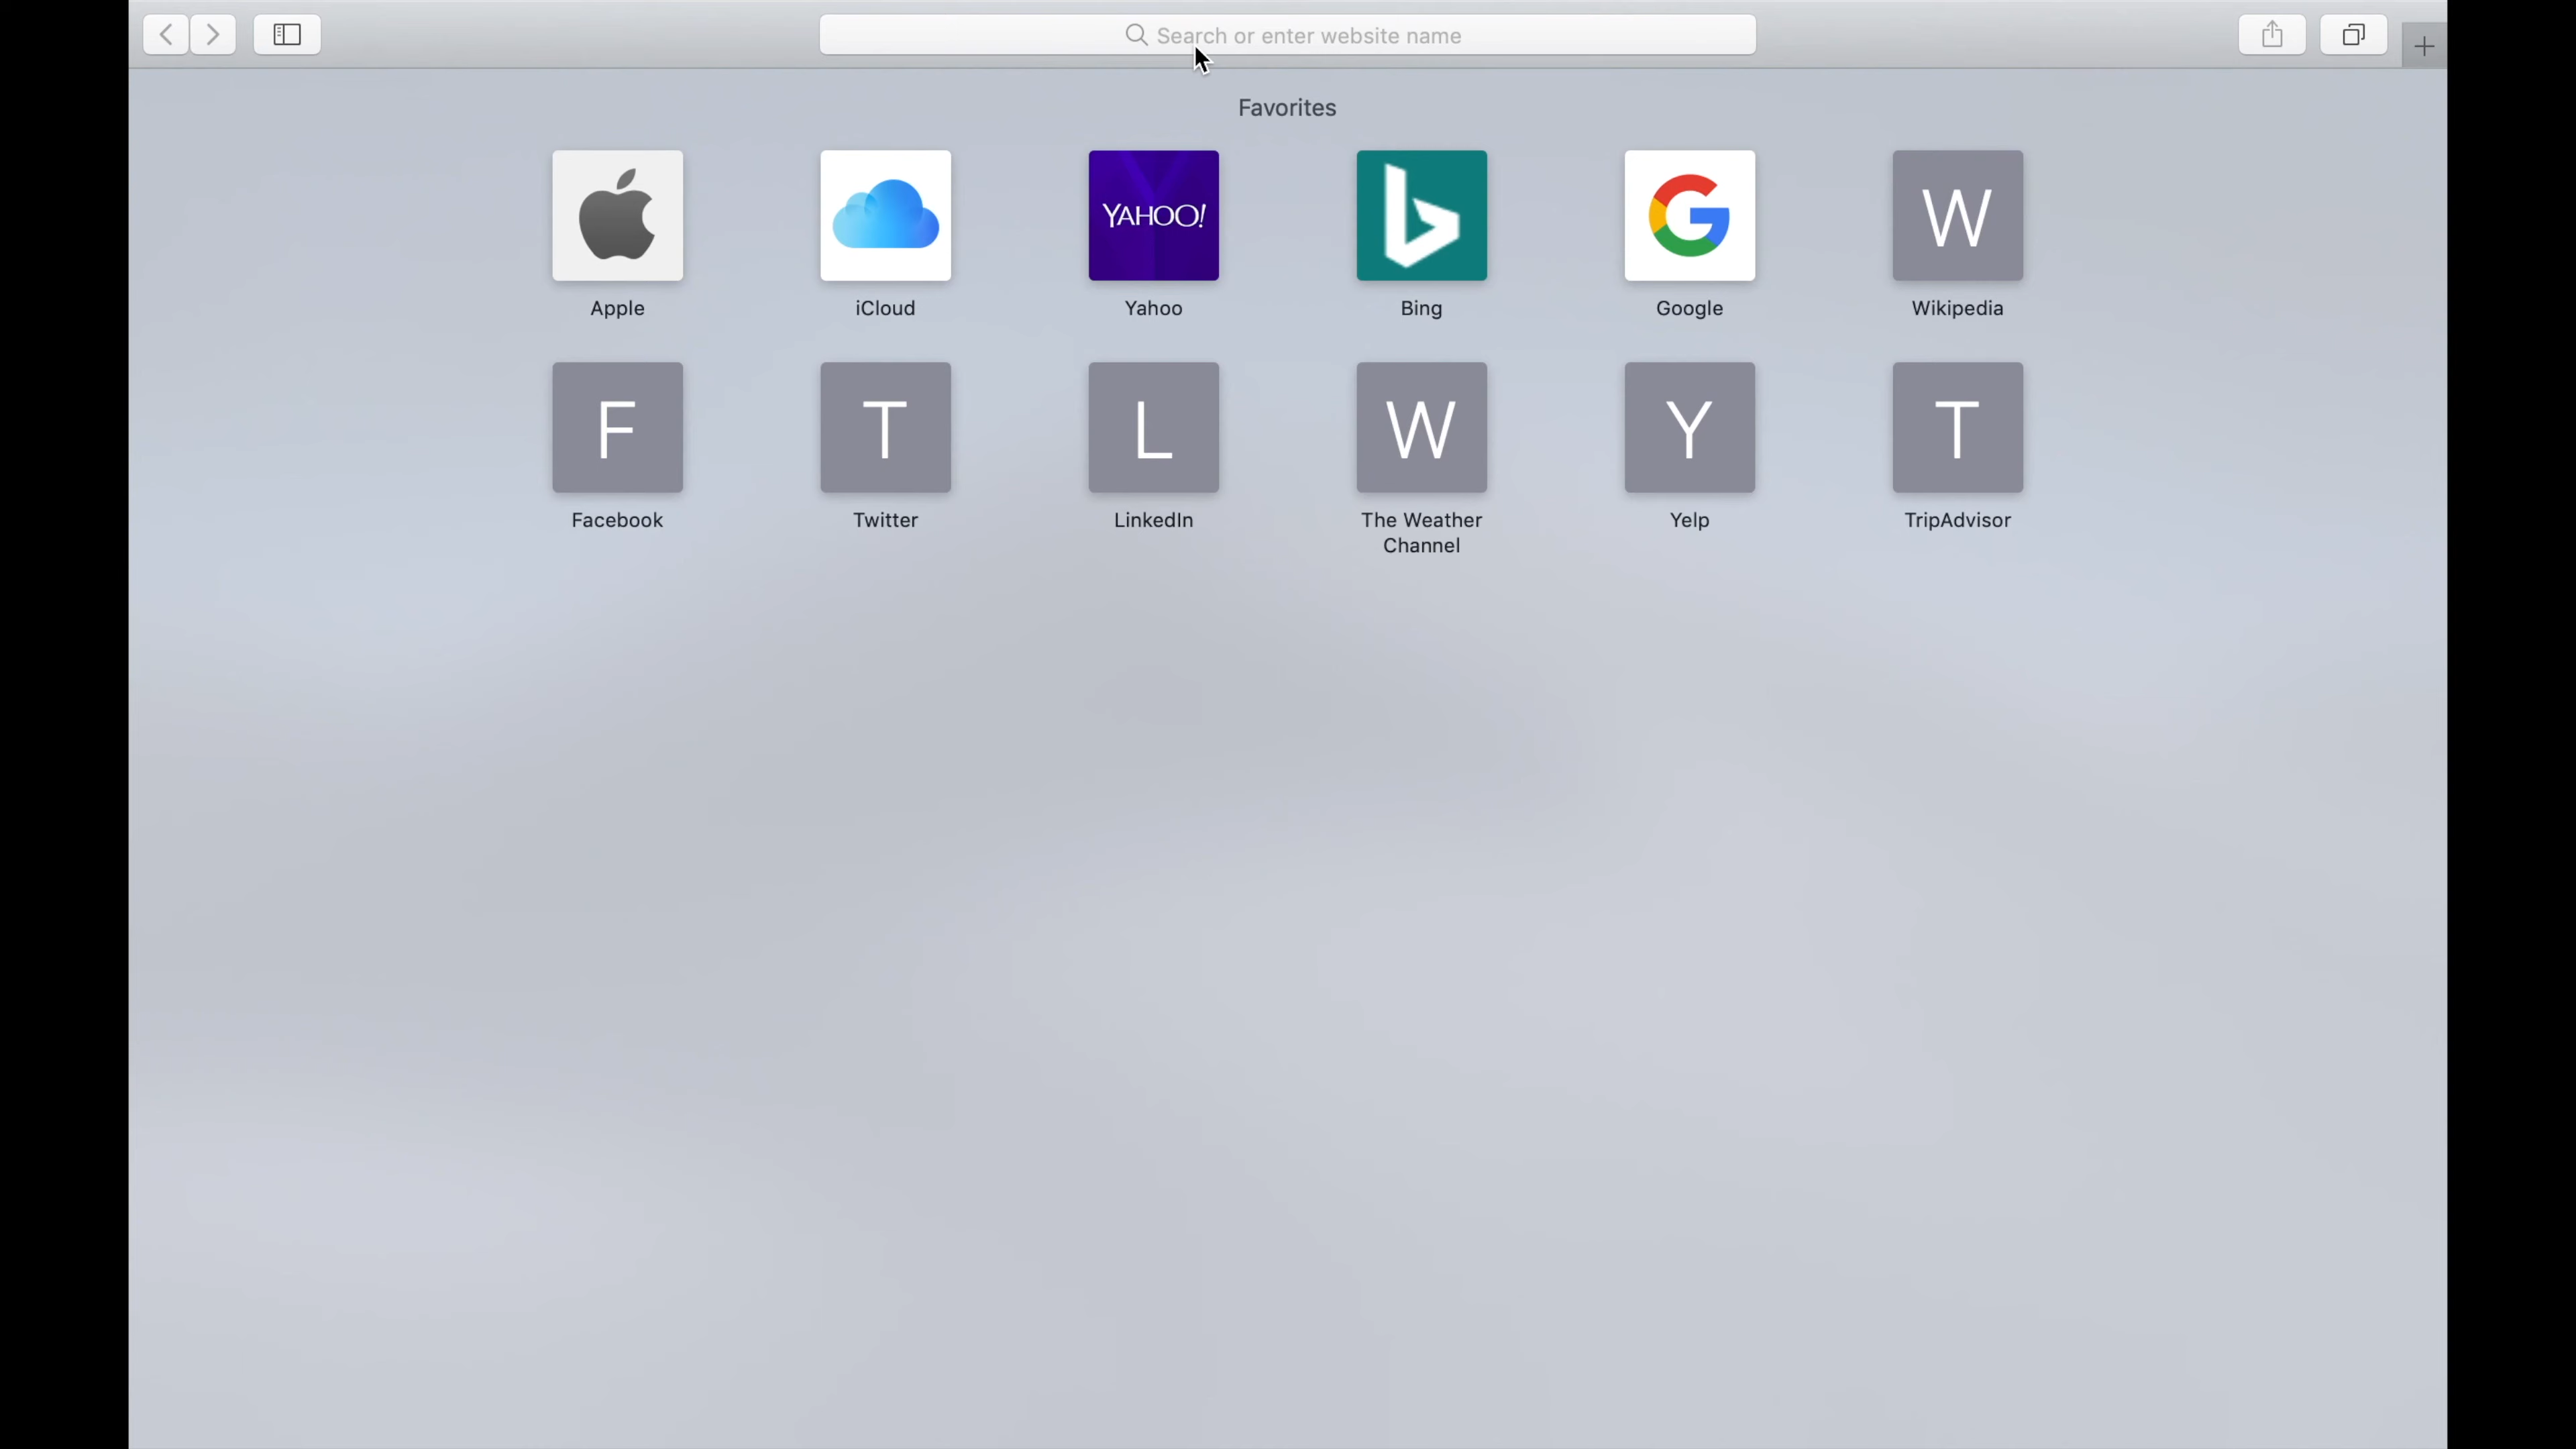 Search or enter website name
Favorites
YAHOO!
W
Apple
iCloud
Yahoo
Bing
Google
Wikipedia
F
T
L
W
Y
T
Facebook
Twitter
LinkedIn
The Weather
Channel
Yelp
TripAdvisor